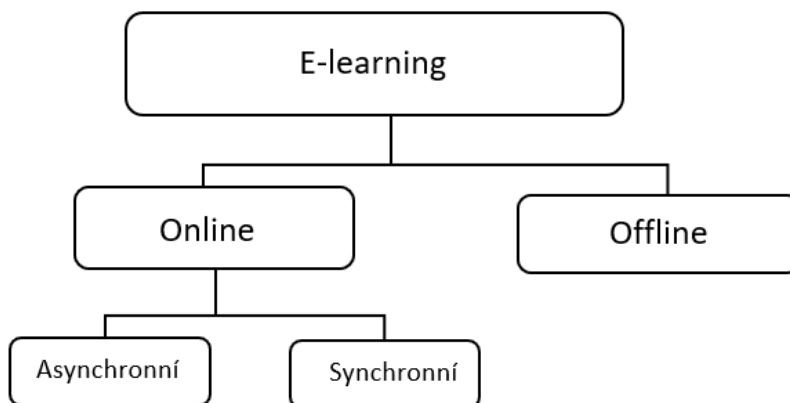 E-learning
Online
Offline
Asynchronní
Synchronní